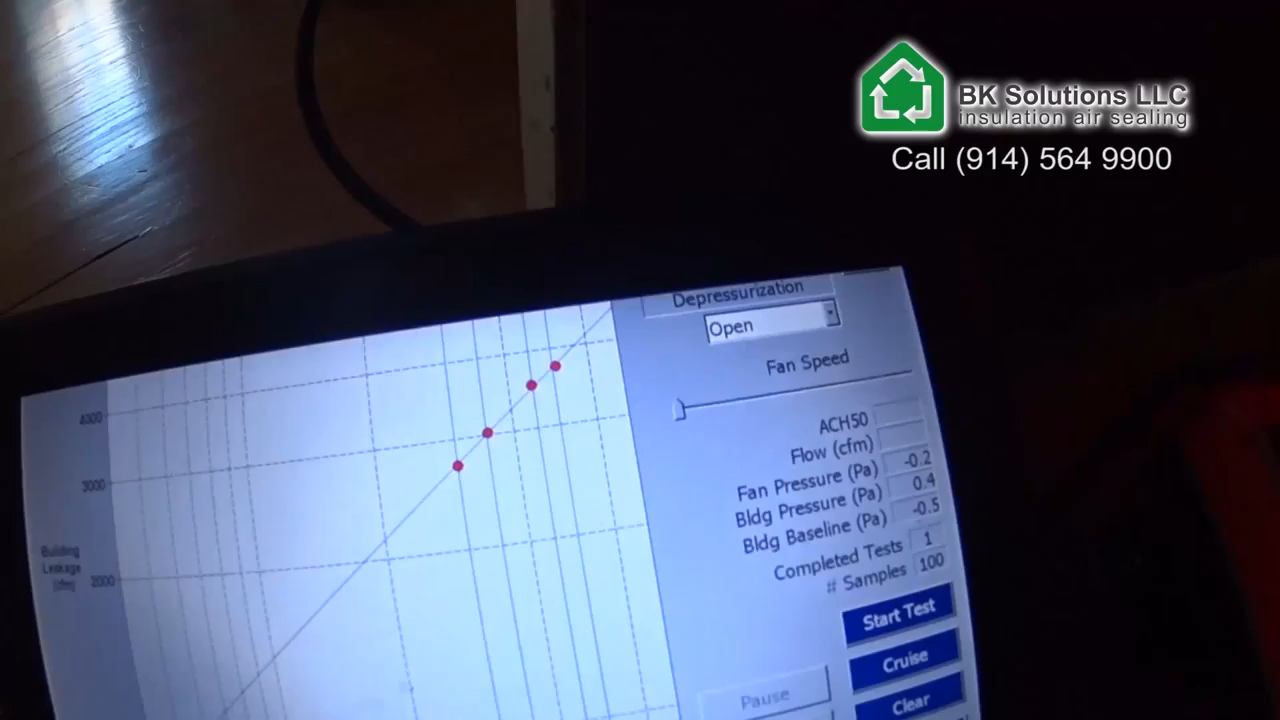 BK Solutions LLC
insulation air sealing
Call (914) 564 9900
Depressurization
Open
Fan Speed
ACH50
Flow (cfm)
Fan Pressure (Pa) -0.2
Bldg Pressure (Pa) 0.4
Bldg Baseline (Pa) -0.5
Completed Tests 1
# Samples 100
Start Test
Cruise
Clear
Pause
4000
3000
Building
Leakage
(cfm)
2000